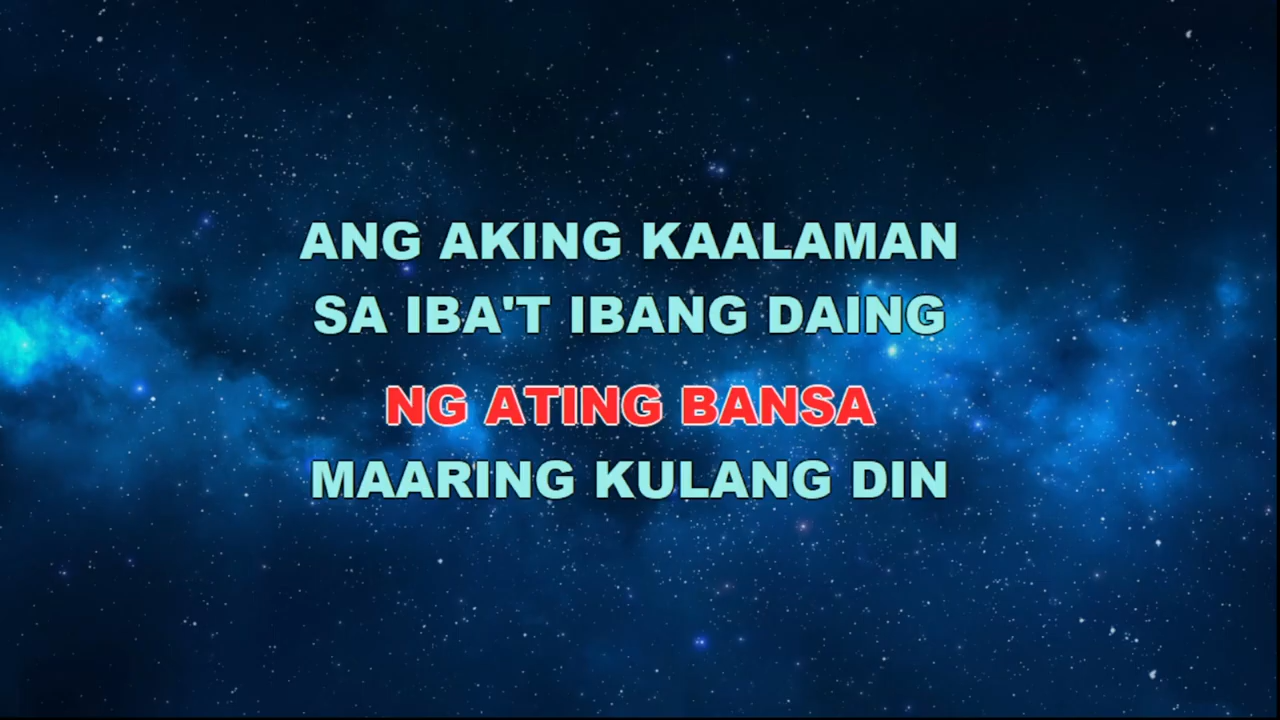 ANG AKING KAALAMAN
SA IBA'T IBANG DAING
NG ATING BANSA
MAARING KULANG DIN